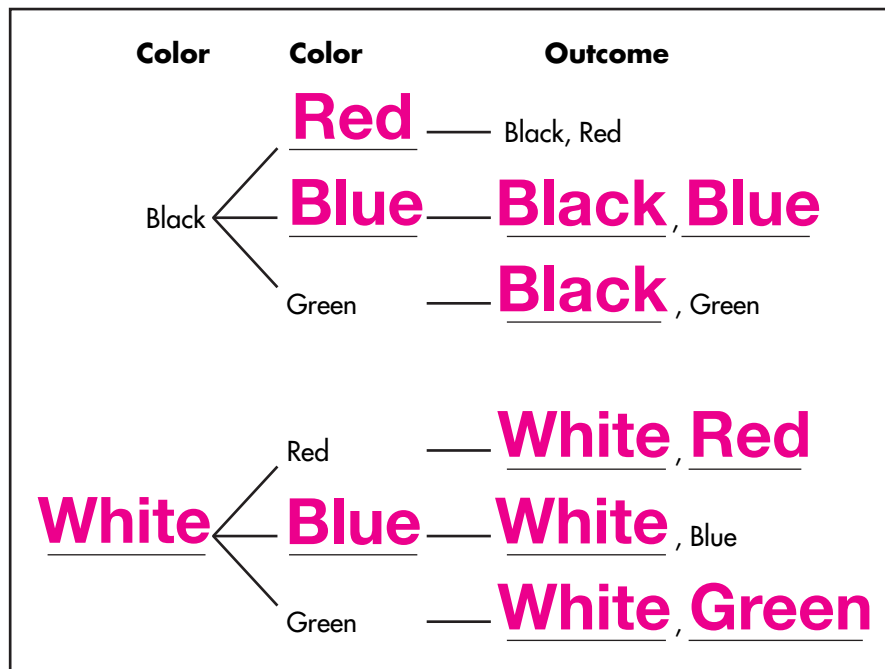 Color Color Outcome
Red Black, Red
Black Blue Black, Blue
Green Black, Green
Red White, Red
White Blue White, Blue
Green White, Green